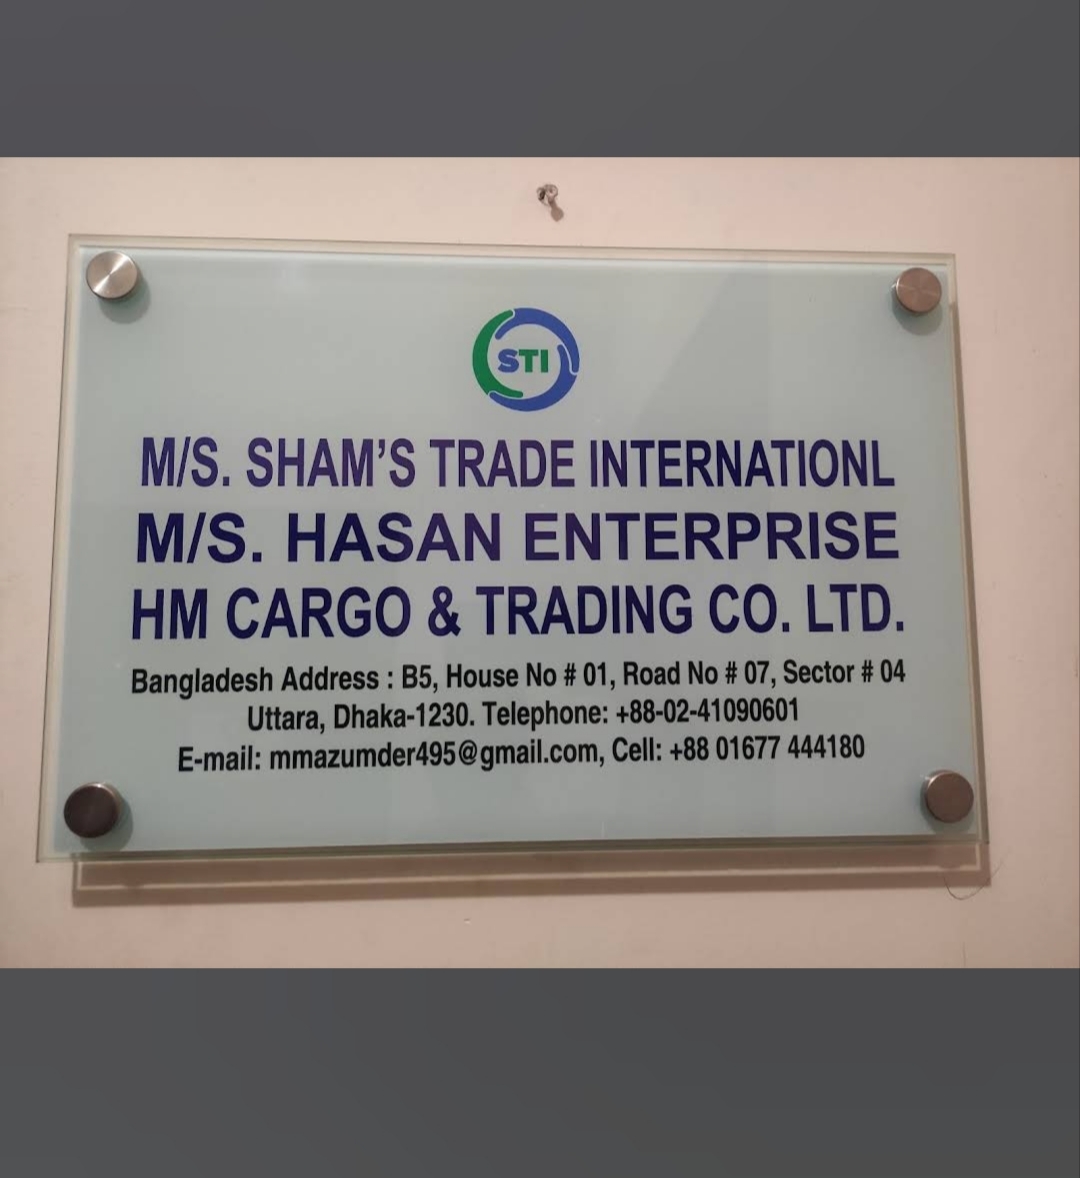 STI
M/S. SHAM'S TRADE INTERNATIONL
M/S. HASAN ENTERPRISE
HM CARGO & TRADING CO. LTD.
Bangladesh Address : B5, House No # 01, Road No # 07, Sector # 04
Uttara, Dhaka-1230. Telephone: +88-02-41090601
E-mail: mmazumder495@gmail.com, Cell: +88 01677 444180